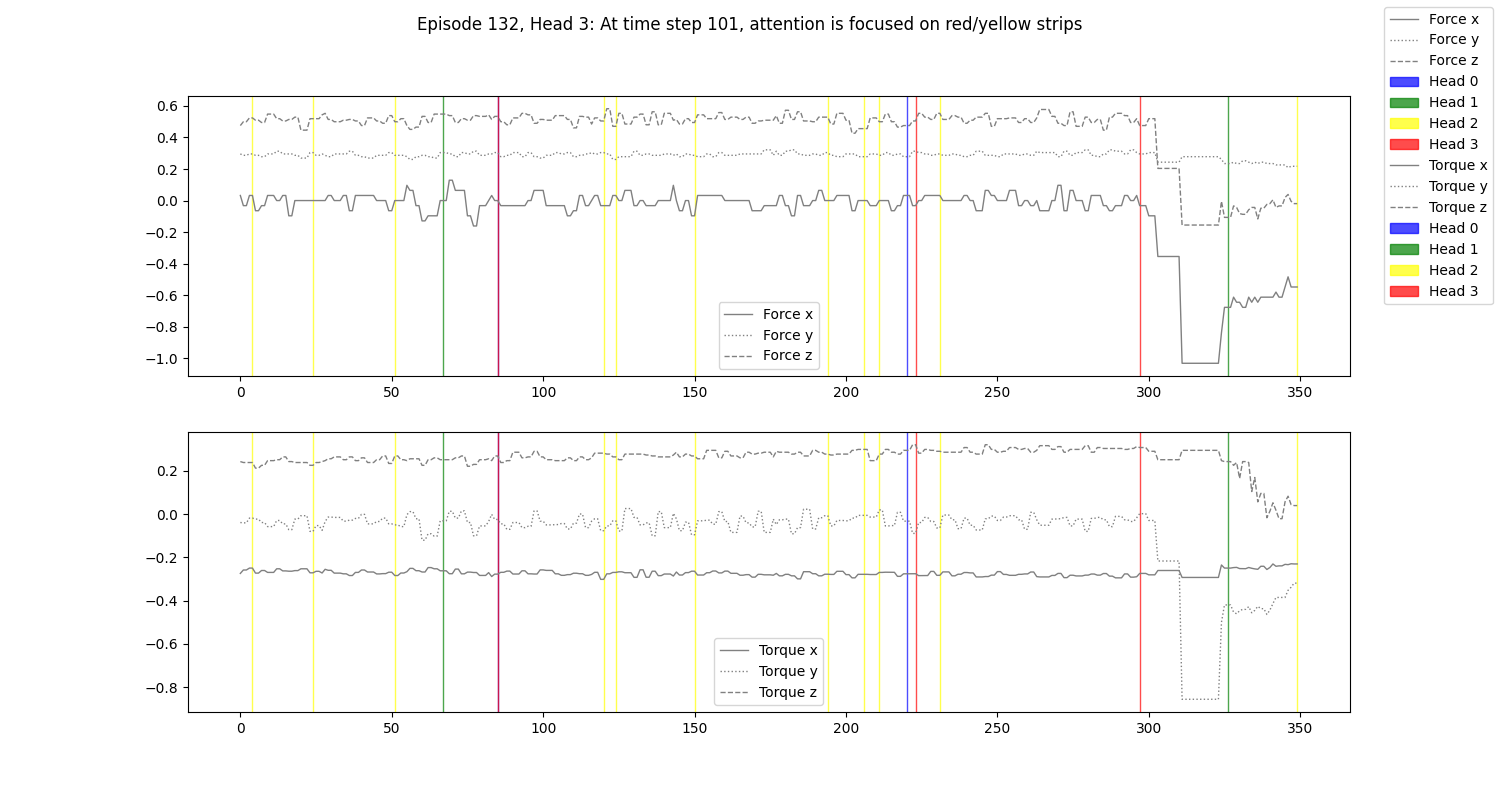 Episode 132, Head 3: At time step 101, attention is focused on red/yellow strips
Force x
Force y
Force z
Head 0
Head 1
Head 2
Head 3
Torque x
Torque y
Torque z
Head 0
Head 1
Head 2
Head 3
0.6
0.4
0.2
0.0
−0.2
−0.4
−0.6
−0.8
−1.0
Force x
Force y
Force z
0 50 100 150 200 250 300 350
0.2
0.0
−0.2
−0.4
−0.6
−0.8
Torque x
Torque y
Torque z
0 50 100 150 200 250 300 350